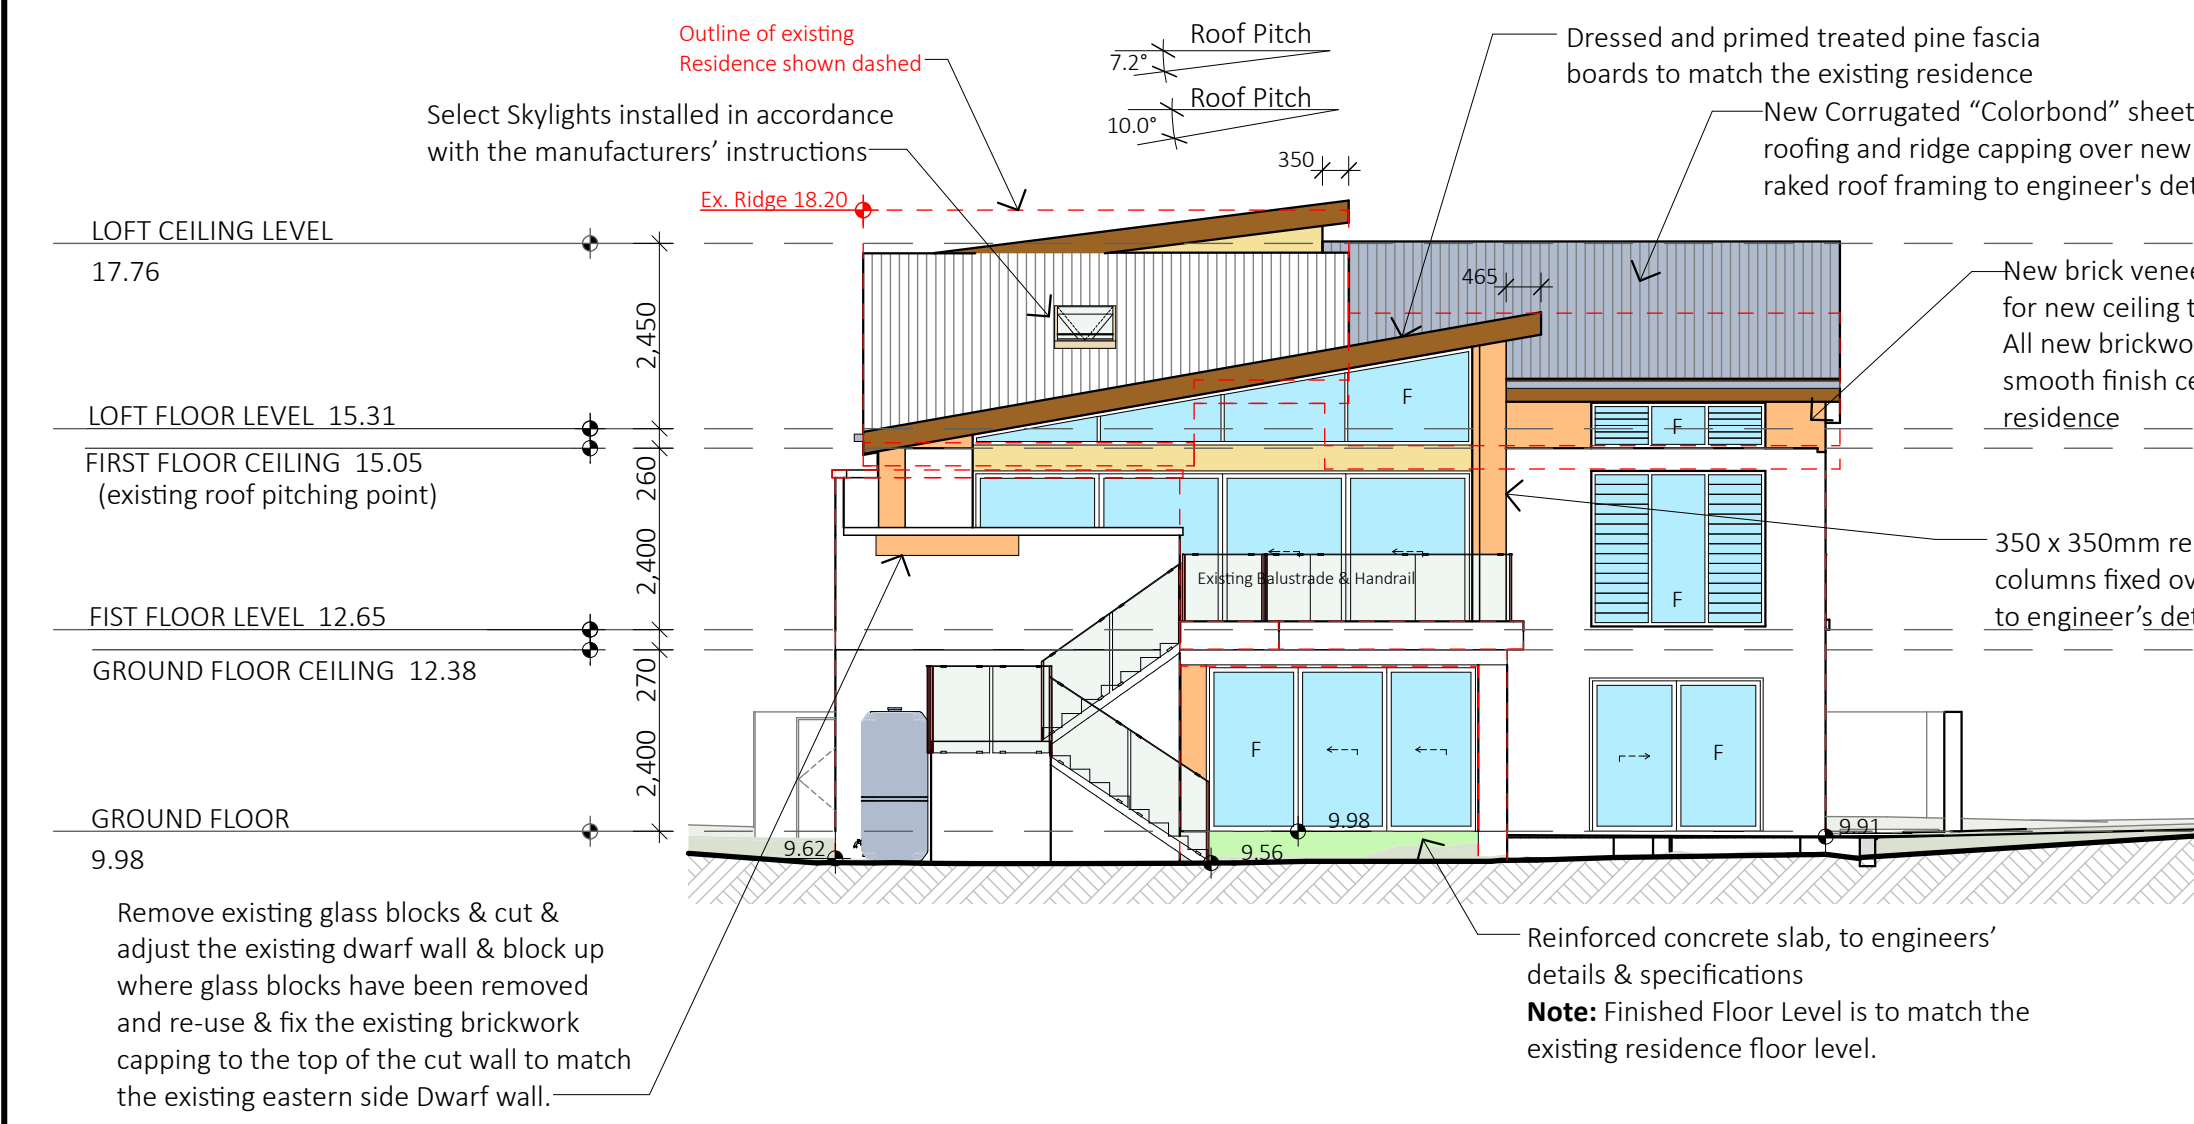 Outline of existing
Residence shown dashed
Roof Pitch
7.2°
Roof Pitch
10.0°
Dressed and primed treated pine fascia
boards to match the existing residence
Select Skylights installed in accordance
with the manufacturers’ instructions
New Corrugated “Colorbond” sheet
roofing and ridge capping over new
raked roof framing to engineer's det
350
Ex. Ridge 18.20
LOFT CEILING LEVEL
17.76
465
New brick venee
for new ceiling t
All new brickwo
smooth finish ce
residence
2,450
LOFT FLOOR LEVEL 15.31
F
F
FIRST FLOOR CEILING 15.05
(existing roof pitching point)
260
2,400
350 x 350mm re
columns fixed ov
to engineer’s det
Existing Balustrade & Handrail
F
FIST FLOOR LEVEL 12.65
GROUND FLOOR CEILING 12.38
270
2,400
F
F
GROUND FLOOR
9.98
9.98
9.91
9.62
9.56
Remove existing glass blocks & cut &
adjust the existing dwarf wall & block up
where glass blocks have been removed
and re-use & fix the existing brickwork
capping to the top of the cut wall to match
the existing eastern side Dwarf wall.
Reinforced concrete slab, to engineers’
details & specifications
Note: Finished Floor Level is to match the
existing residence floor level.